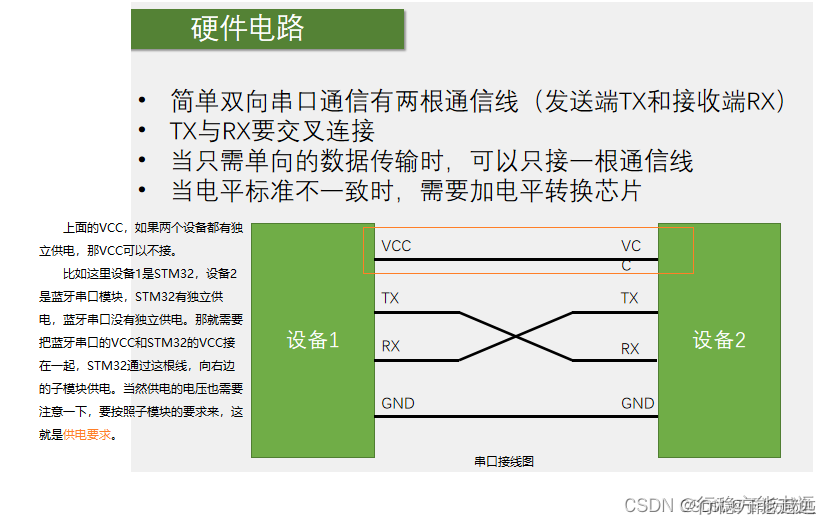 硬件电路
• 简单双向串口通信有两根通信线（发送端TX和接收端RX）
• TX与RX要交叉连接
• 当只需单向的数据传输时，可以只接一根通信线
• 当电平标准不一致时，需要加电平转换芯片
上面的VCC，如果两个设备都有独
立供电，那VCC可以不接。
比如这里设备1是STM32，设备2
是蓝牙串口模块，STM32有独立供
电，蓝牙串口没有独立供电。那就需要
把蓝牙串口的VCC和STM32的VCC接
在一起，STM32通过这根线，向右边
的子模块供电。当然供电的电压也需要
注意一下，要按照子模块的要求来，这
就是供电要求。
设备1
VCC
TX
RX
GND
VC
C
TX
RX
GND
设备2
串口接线图
CSDN @行稳方能走远